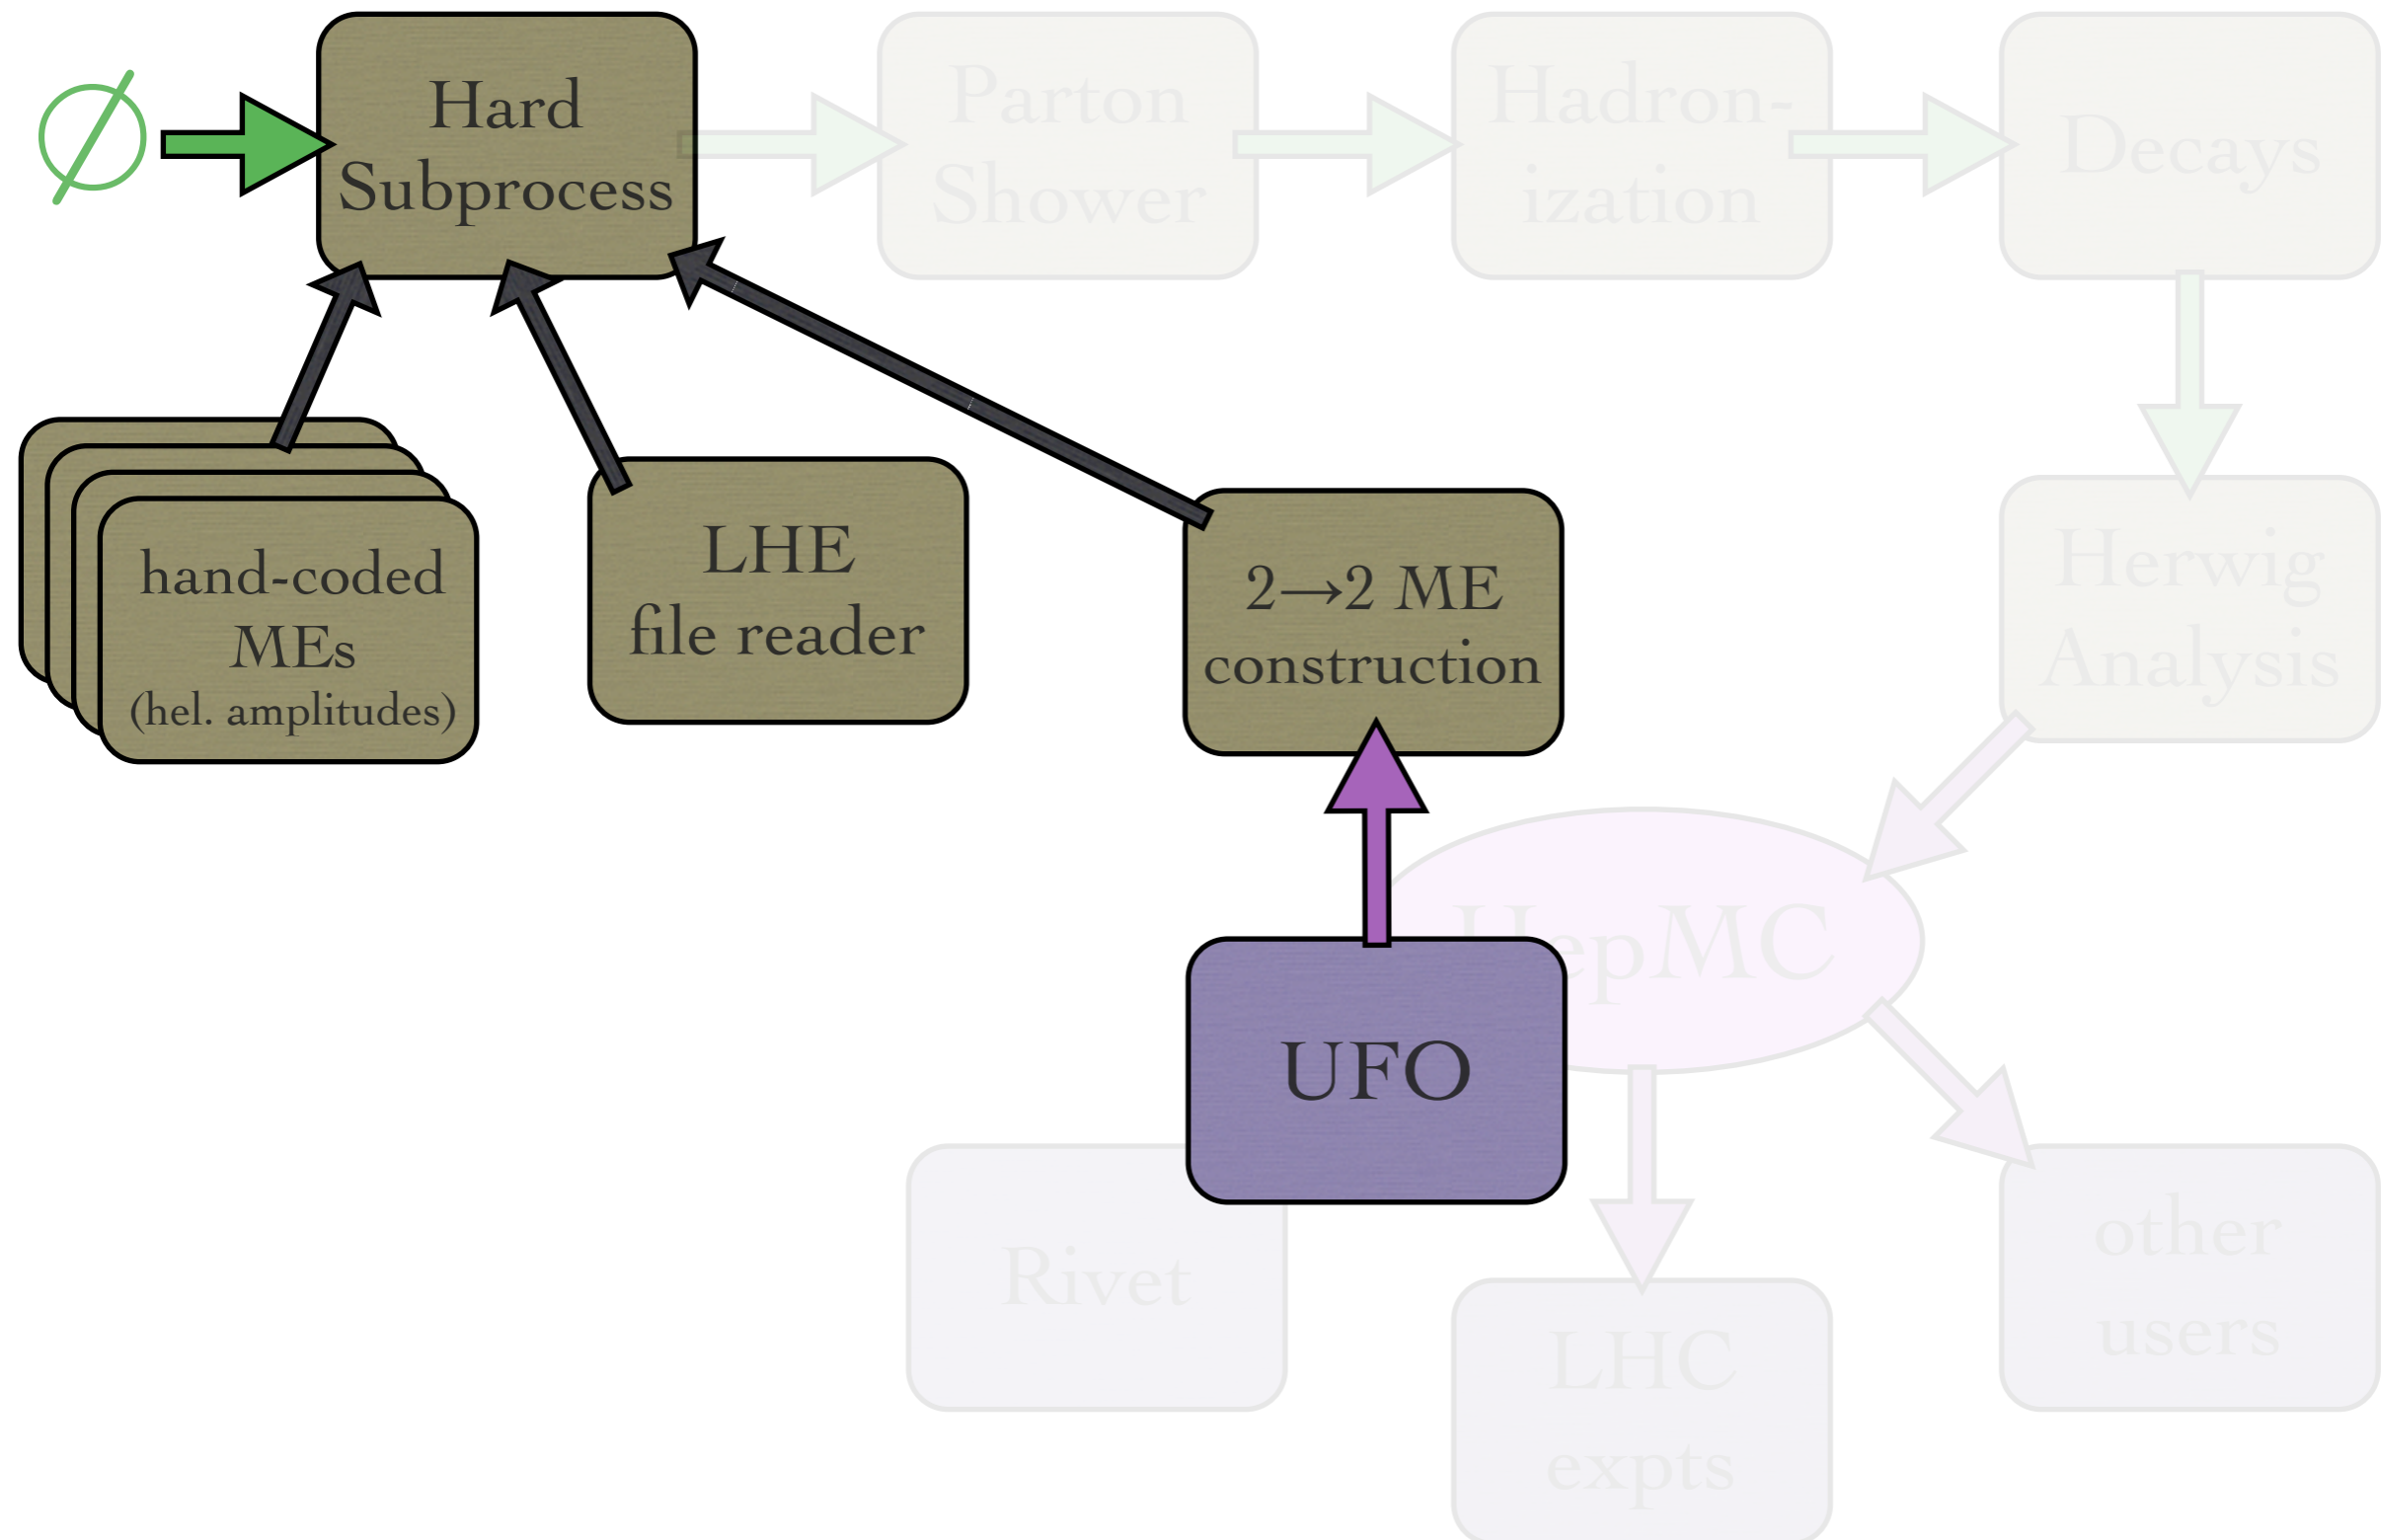 ∅
Hard
Subprocess
Parton
Shower
Hadron-
ization
Decays
hand-coded
MEs
(hel. amplitudes)
LHE
file reader
2→2 ME
construction
Herwig
Analysis
HepMC
UFO
Rivet
LHC
expts
other
users